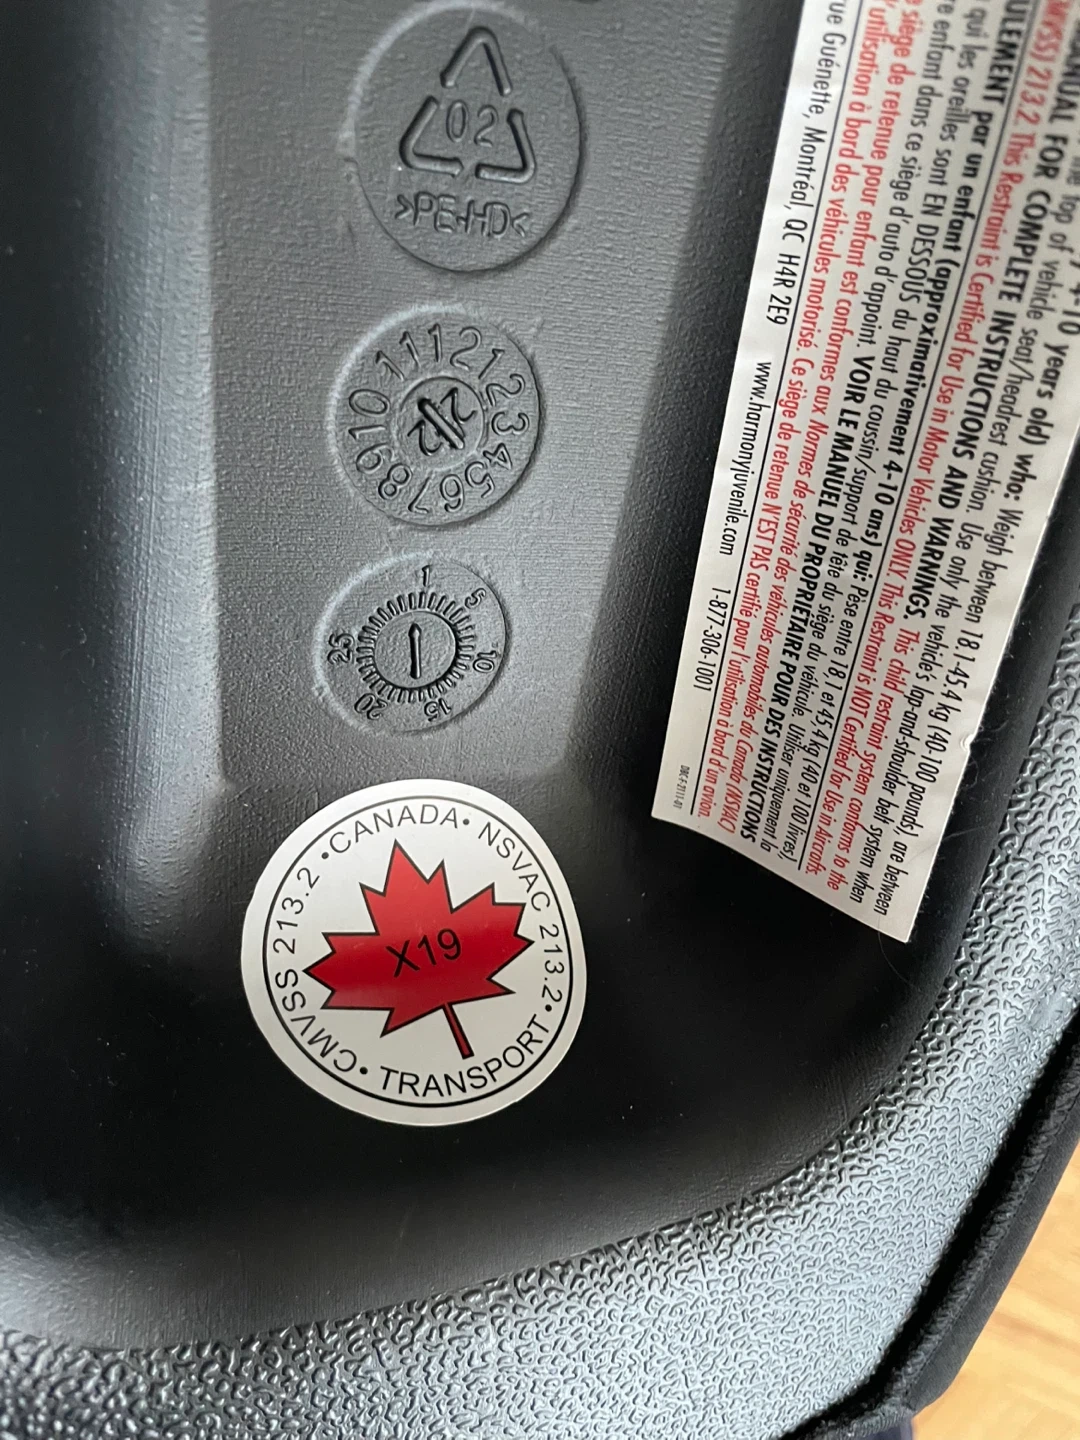 02
>PE-HD<
1 2 3 4 5 6 7 8 9 10 11 12
22
1 5 10 15 20 25
CMVSS 213.2 • CANADA • NSVAC 213.2 • TRANSPORT •
X19
MANUAL FOR COMPLETE INSTRUCTIONS AND WARNINGS. This child restraint system conforms to the
213.2. This Restraint is Certified for Use in Motor Vehicles ONLY. This Restraint is NOT Certified for Use in Aircrafts.
4-10 years old) who: Weigh between 18.1-45.4 kg (40-100 pounds), are between
top of vehicle seat/headrest cushion. Use only the vehicle's lap-and-shoulder belt system when
par un enfant (approximativement 4-10 ans) qui: Pèse entre 18,1 et 45,4 kg (40 et 100 livres),
qui les oreilles sont EN DESSOUS du haut du coussin/support de tête du siège du véhicule. Utiliser uniquement la
enfant dans ce siège d'auto d'appoint. VOIR LE MANUEL DU PROPRIETAIRE POUR DES INSTRUCTIONS
siège de retenue pour enfant est conformes aux Normes de sécurité des véhicules automobiles du Canada (NSVAC)
utilisation à bord des véhicules motorisé. Ce siège de retenue N'EST PAS certifié pour l'utilisation à bord d'un avion.
Guénette, Montréal, QC H4R 2E9 www.harmonyjuvenile.com 1-877-306-1001